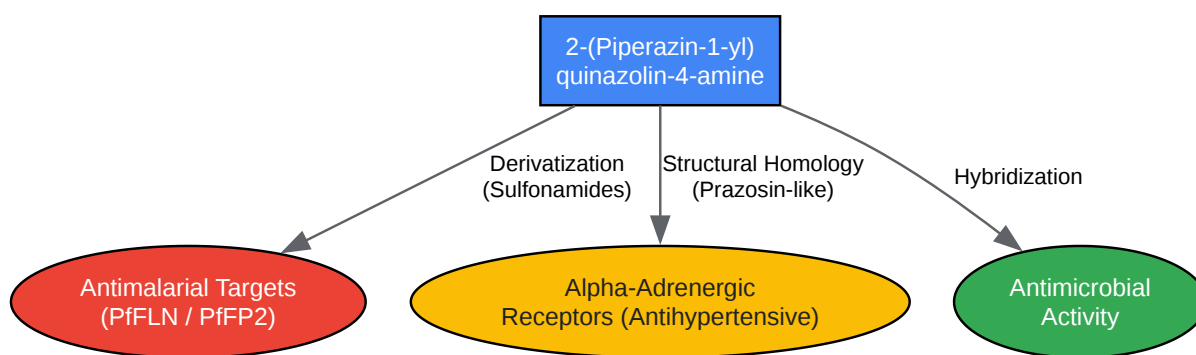 2-(Piperazin-1-yl)
quinazolin-4-amine
Derivatization
(Sulfonamides)
Structural Homology
(Prazosin-like)
Hybridization
Antimalarial Targets
(PfFLN / PfFP2)
Alpha-Adrenergic
Receptors (Antihypertensive)
Antimicrobial
Activity